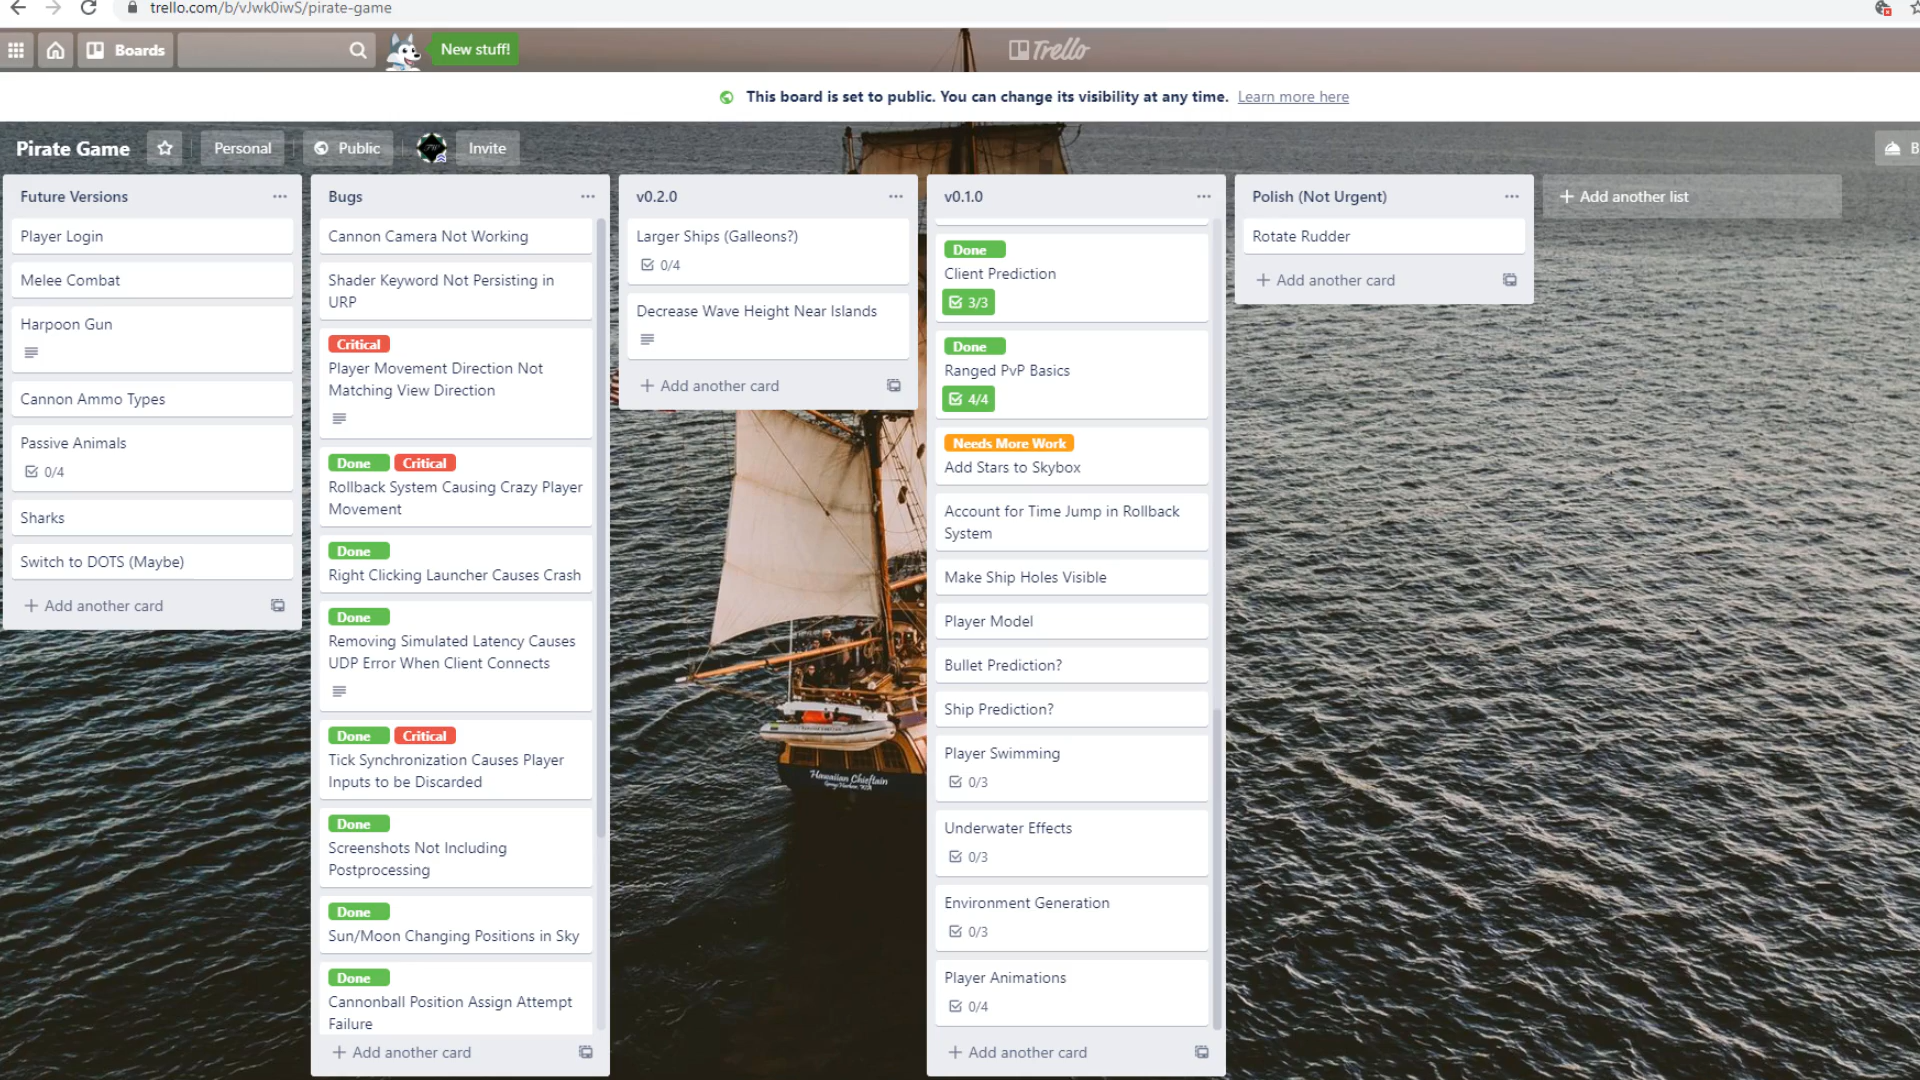 trello.com/b/vJwk0iwS/pirate-game
Boards
New stuff!
Trello
This board is set to public. You can change its visibility at any time. Learn more here
Pirate Game
Personal
Public
Invite
B
Future Versions
Player Login
Melee Combat
Harpoon Gun
Cannon Ammo Types
Passive Animals
0/4
Sharks
Switch to DOTS (Maybe)
+ Add another card
Bugs
Cannon Camera Not Working
Shader Keyword Not Persisting in
URP
Critical
Player Movement Direction Not
Matching View Direction
Done Critical
Rollback System Causing Crazy Player
Movement
Done
Right Clicking Launcher Causes Crash
Done
Removing Simulated Latency Causes
UDP Error When Client Connects
Done Critical
Tick Synchronization Causes Player
Inputs to be Discarded
Done
Screenshots Not Including
Postprocessing
Done
Sun/Moon Changing Positions in Sky
Done
Cannonball Position Assign Attempt
Failure
+ Add another card
v0.2.0
Larger Ships (Galleons?)
0/4
Decrease Wave Height Near Islands
+ Add another card
v0.1.0
Done
Client Prediction
3/3
Done
Ranged PvP Basics
4/4
Needs More Work
Add Stars to Skybox
Account for Time Jump in Rollback
System
Make Ship Holes Visible
Player Model
Bullet Prediction?
Ship Prediction?
Player Swimming
0/3
Underwater Effects
0/3
Environment Generation
0/3
Player Animations
0/4
+ Add another card
Polish (Not Urgent)
Rotate Rudder
+ Add another card
+ Add another list
Hawaiian Chieftain